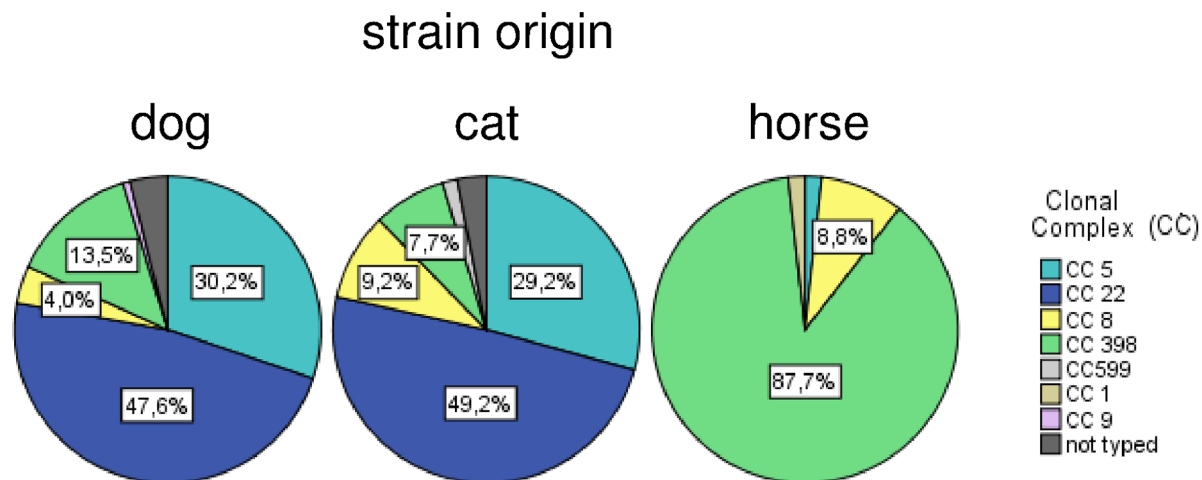 strain origin
dog cat horse
Clonal
Complex (CC)
8,8%
7,7%
13,5%
CC 5
30,2%
9,2%
29,2%
CC 22
4,0%
CC 8
CC 398
CC599
87,7%
CC 1
47,6%
49,2%
CC 9
not typed